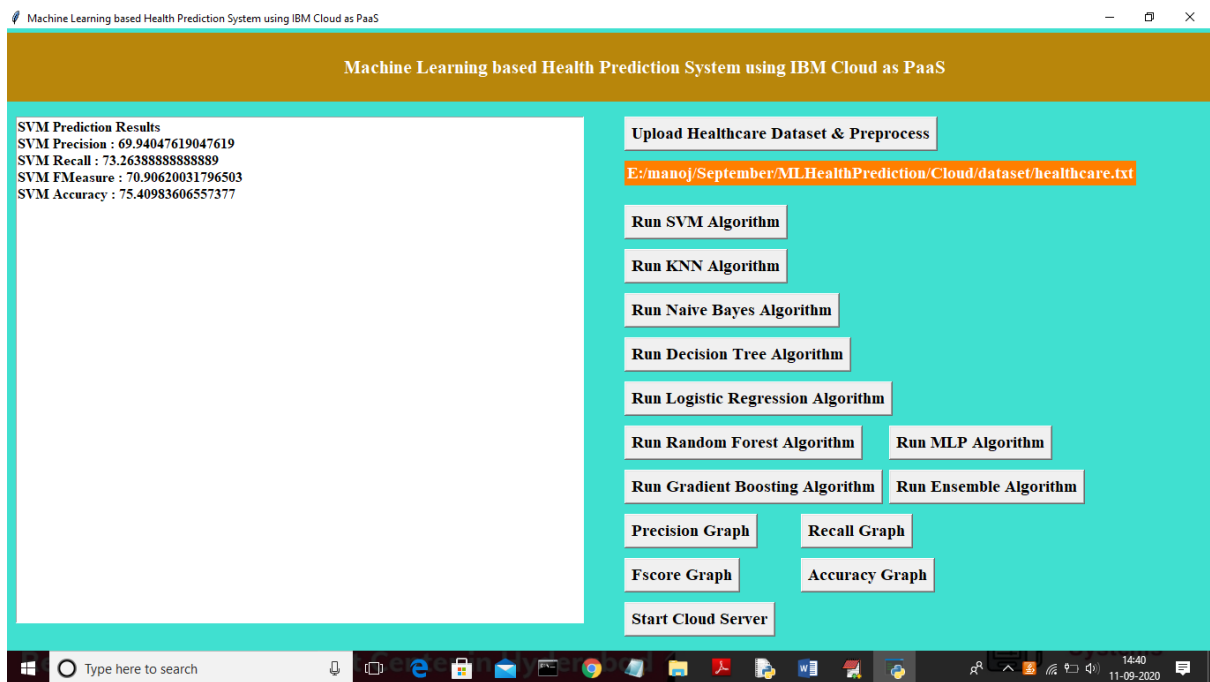 Machine Learning based Health Prediction System using IBM Cloud as PaaS
Machine Learning based Health Prediction System using IBM Cloud as PaaS
SVM Prediction Results
SVM Precision : 69.94047619047619
SVM Recall : 73.26388888888889
SVM FMeasure : 70.90620031796503
SVM Accuracy : 75.40983606557377
Upload Healthcare Dataset & Preprocess
E:/manoj/September/MLHealthPrediction/Cloud/dataset/healthcare.txt
Run SVM Algorithm
Run KNN Algorithm
Run Naive Bayes Algorithm
Run Decision Tree Algorithm
Run Logistic Regression Algorithm
Run Random Forest Algorithm Run MLP Algorithm
Run Gradient Boosting Algorithm Run Ensemble Algorithm
Precision Graph Recall Graph
Fscore Graph Accuracy Graph
Start Cloud Server
Type here to search
14:40
11-09-2020